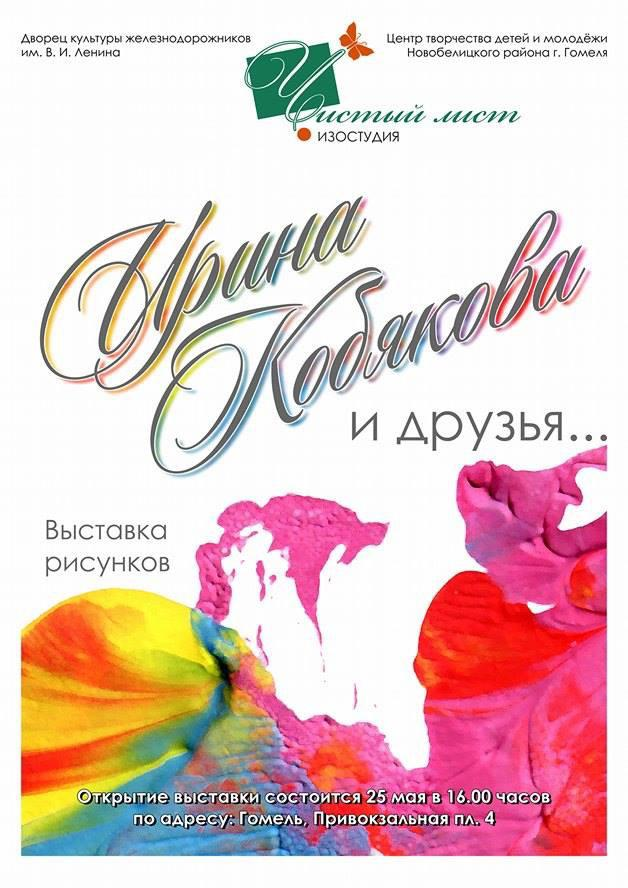 Дворец культуры железнодорожников
им. В. И. Ленина
Центр творчества детей и молодёжи
Новобелицкого района г. Гомеля
Чистый лист
ИЗОСТУДИЯ
Ирина
Кобякова
и друзья...
Выставка
рисунков
Открытие выставки состоится 25 мая в 16.00 часов
по адресу: Гомель, Привокзальная пл. 4